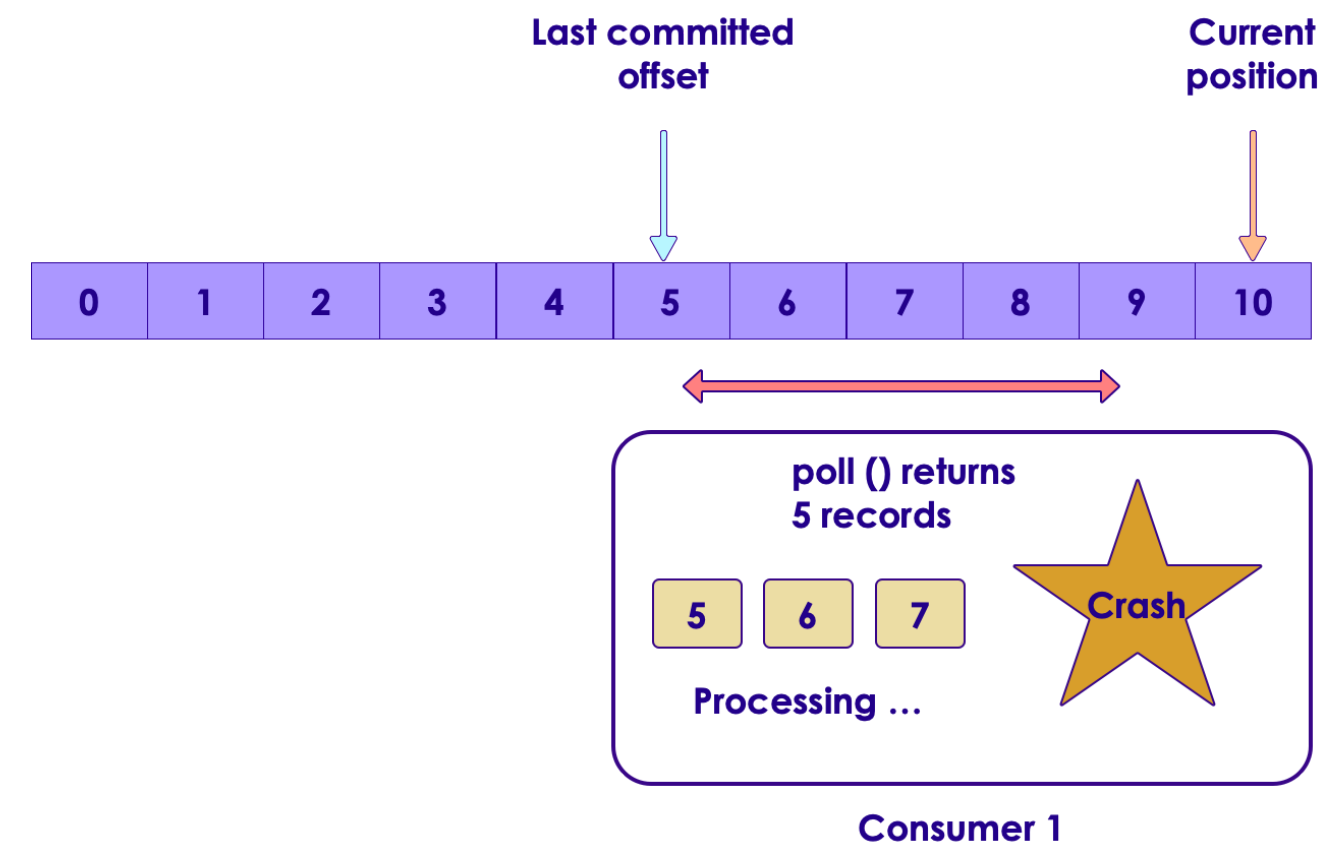 Last committed
offset
Current
position
0 1 2 3 4 5 6 7 8 9 10
poll () returns
5 records
5 6 7
Crash
Processing ...
Consumer 1